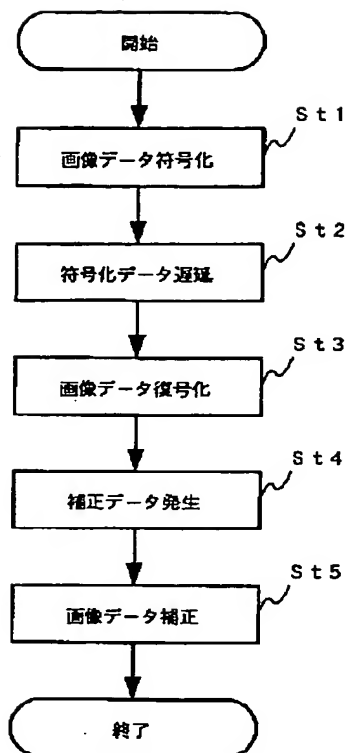 開始
St1
画像データ符号化
St2
符号化データ遅延
St3
画像データ復号化
St4
補正データ発生
St5
画像データ補正
終了